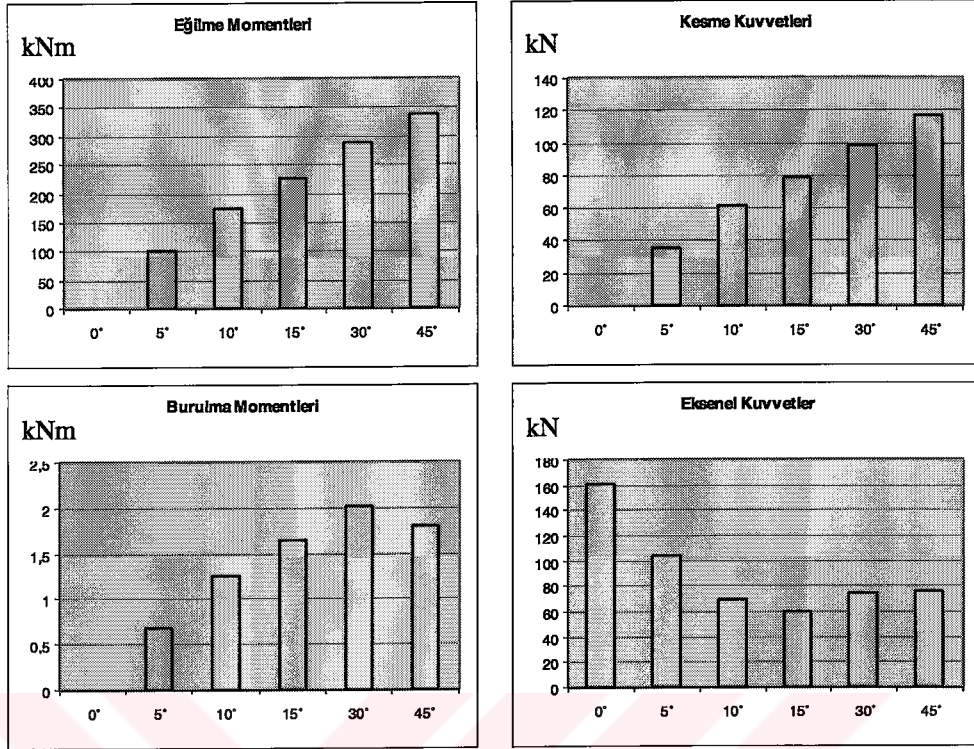 Eğilme Momentleri
kNm
400
350
300
250
200
150
100
50
0
0° 5° 10° 15° 30° 45°
Kesme Kuvvetleri
kN
140
120
100
80
60
40
20
0
0° 5° 10° 15° 30° 45°
Burulma Momentleri
kNm
2,5
2
1,5
1
0,5
0
0° 5° 10° 15° 30° 45°
Eksenel Kuvvetler
kN
180
160
140
120
100
80
60
40
20
0
0° 5° 10° 15° 30° 45°